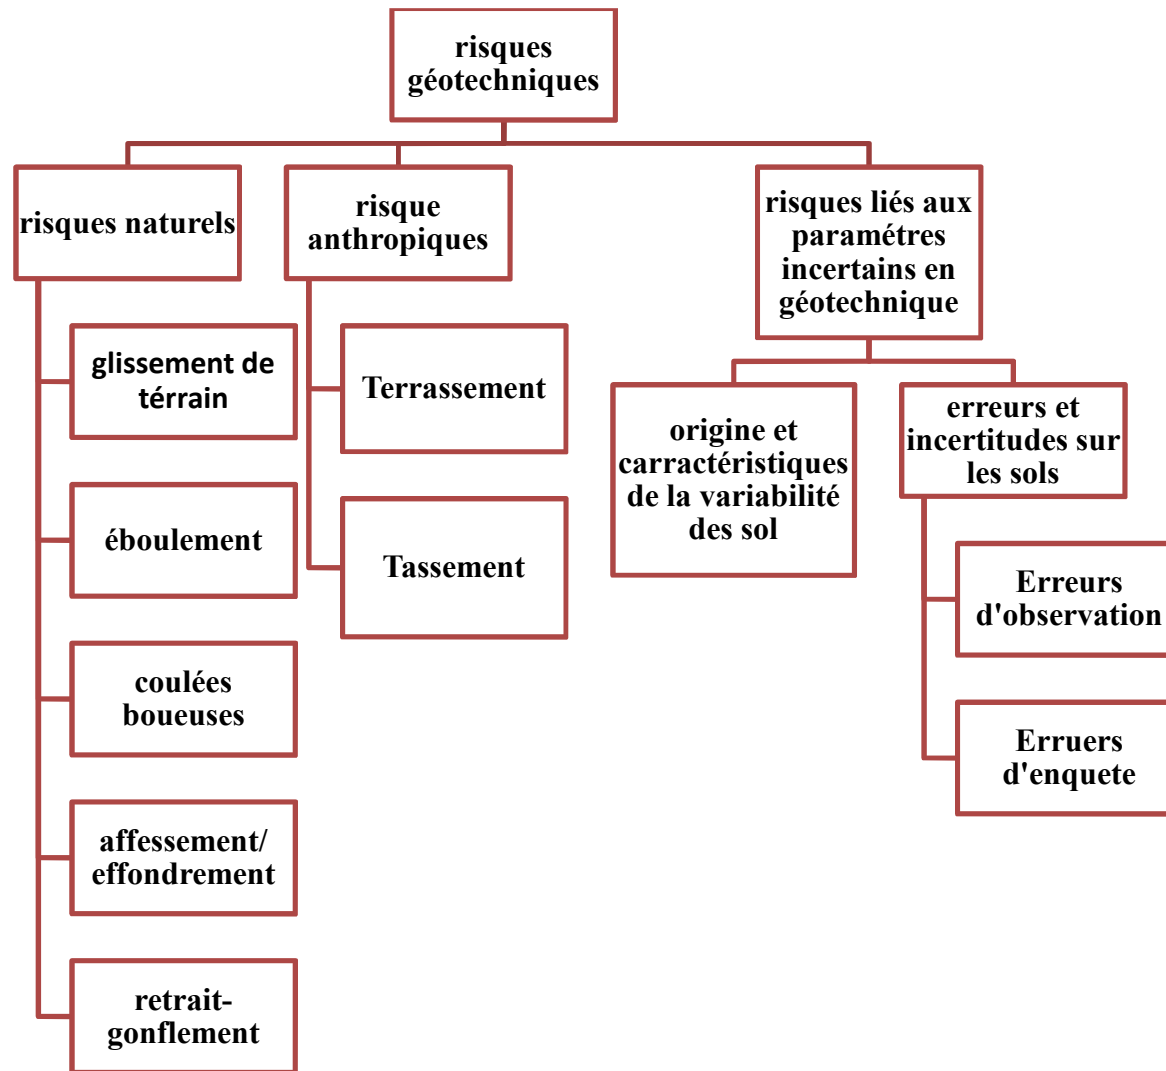 risques
géotechniques
risques naturels
risque
anthropiques
risques liés aux
paramétres
incertains en
géotechnique
glissement de
térrain
éboulement
coulées
boueuses
affessement/
effondrement
retrait-
gonflement
Terrassement
Tassement
origine et
carractéristiques
de la variabilité
des sol
erreurs et
incertitudes sur
les sols
Erreurs
d'observation
Erruers
d'enquete